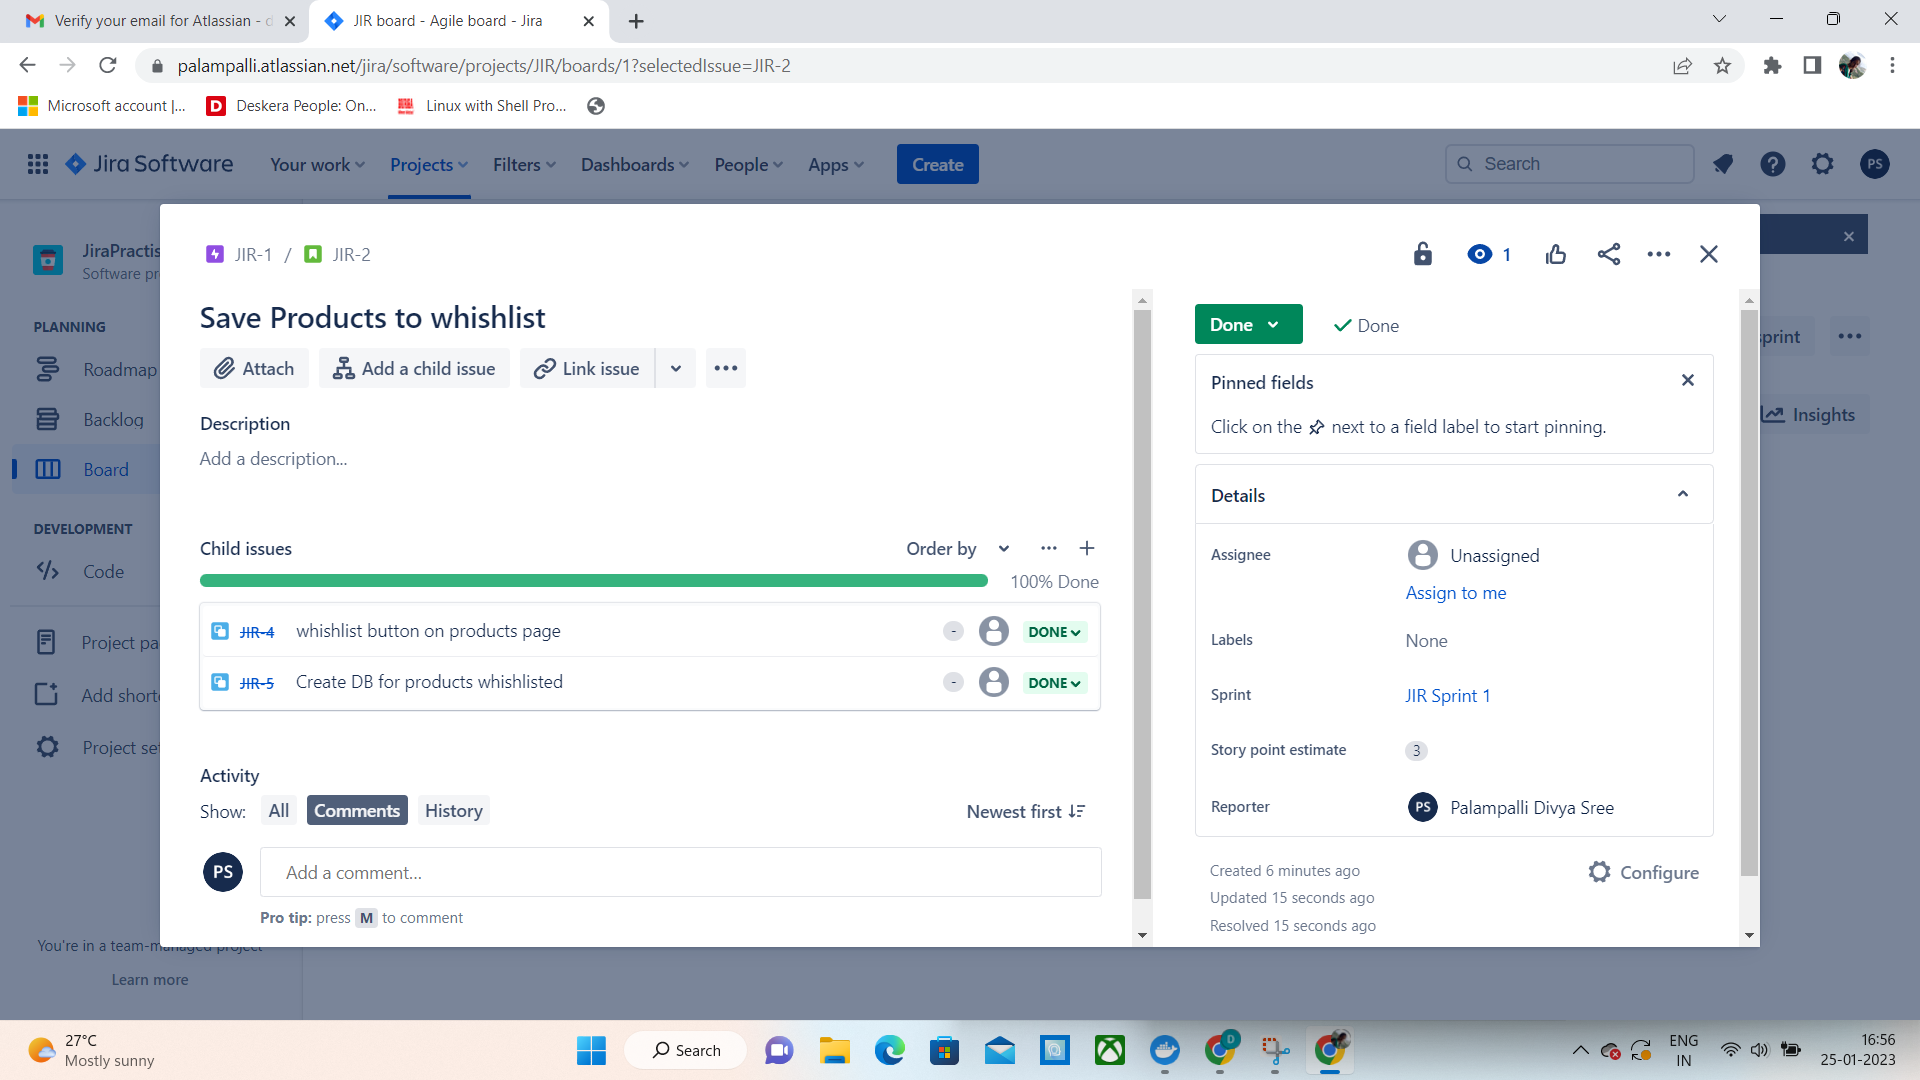 Verify your email for Atlassian - d
JIR board - Agile board - Jira
palampalli.atlassian.net/jira/software/projects/JIR/boards/1?selectedIssue=JIR-2
Microsoft account |...
Deskera People: On...
Linux with Shell Pro...
Jira Software
Your work
Projects
Filters
Dashboards
People
Apps
Create
Search
PS
JiraPractis
Software pr
PLANNING
Roadmap
Backlog
Board
DEVELOPMENT
Code
Project pa
Add shorte
Project set
You're in a team-managed project
Learn more
print
Insights
JIR-1 / JIR-2
1
Save Products to whishlist
Attach
Add a child issue
Link issue
Description
Add a description...
Child issues
Order by
100% Done
JIR-4 whishlist button on products page - DONE
JIR-5 Create DB for products whishlisted - DONE
Activity
Show: All Comments History
Newest first
PS
Add a comment...
Pro tip: press M to comment
Done
Done
Pinned fields
Click on the next to a field label to start pinning.
Details
Assignee
Unassigned
Assign to me
Labels
None
Sprint
JIR Sprint 1
Story point estimate
3
Reporter
PS
Palampalli Divya Sree
Created 6 minutes ago
Configure
Updated 15 seconds ago
Resolved 15 seconds ago
27°C
Mostly sunny
Search
D
ENG
IN
16:56
25-01-2023